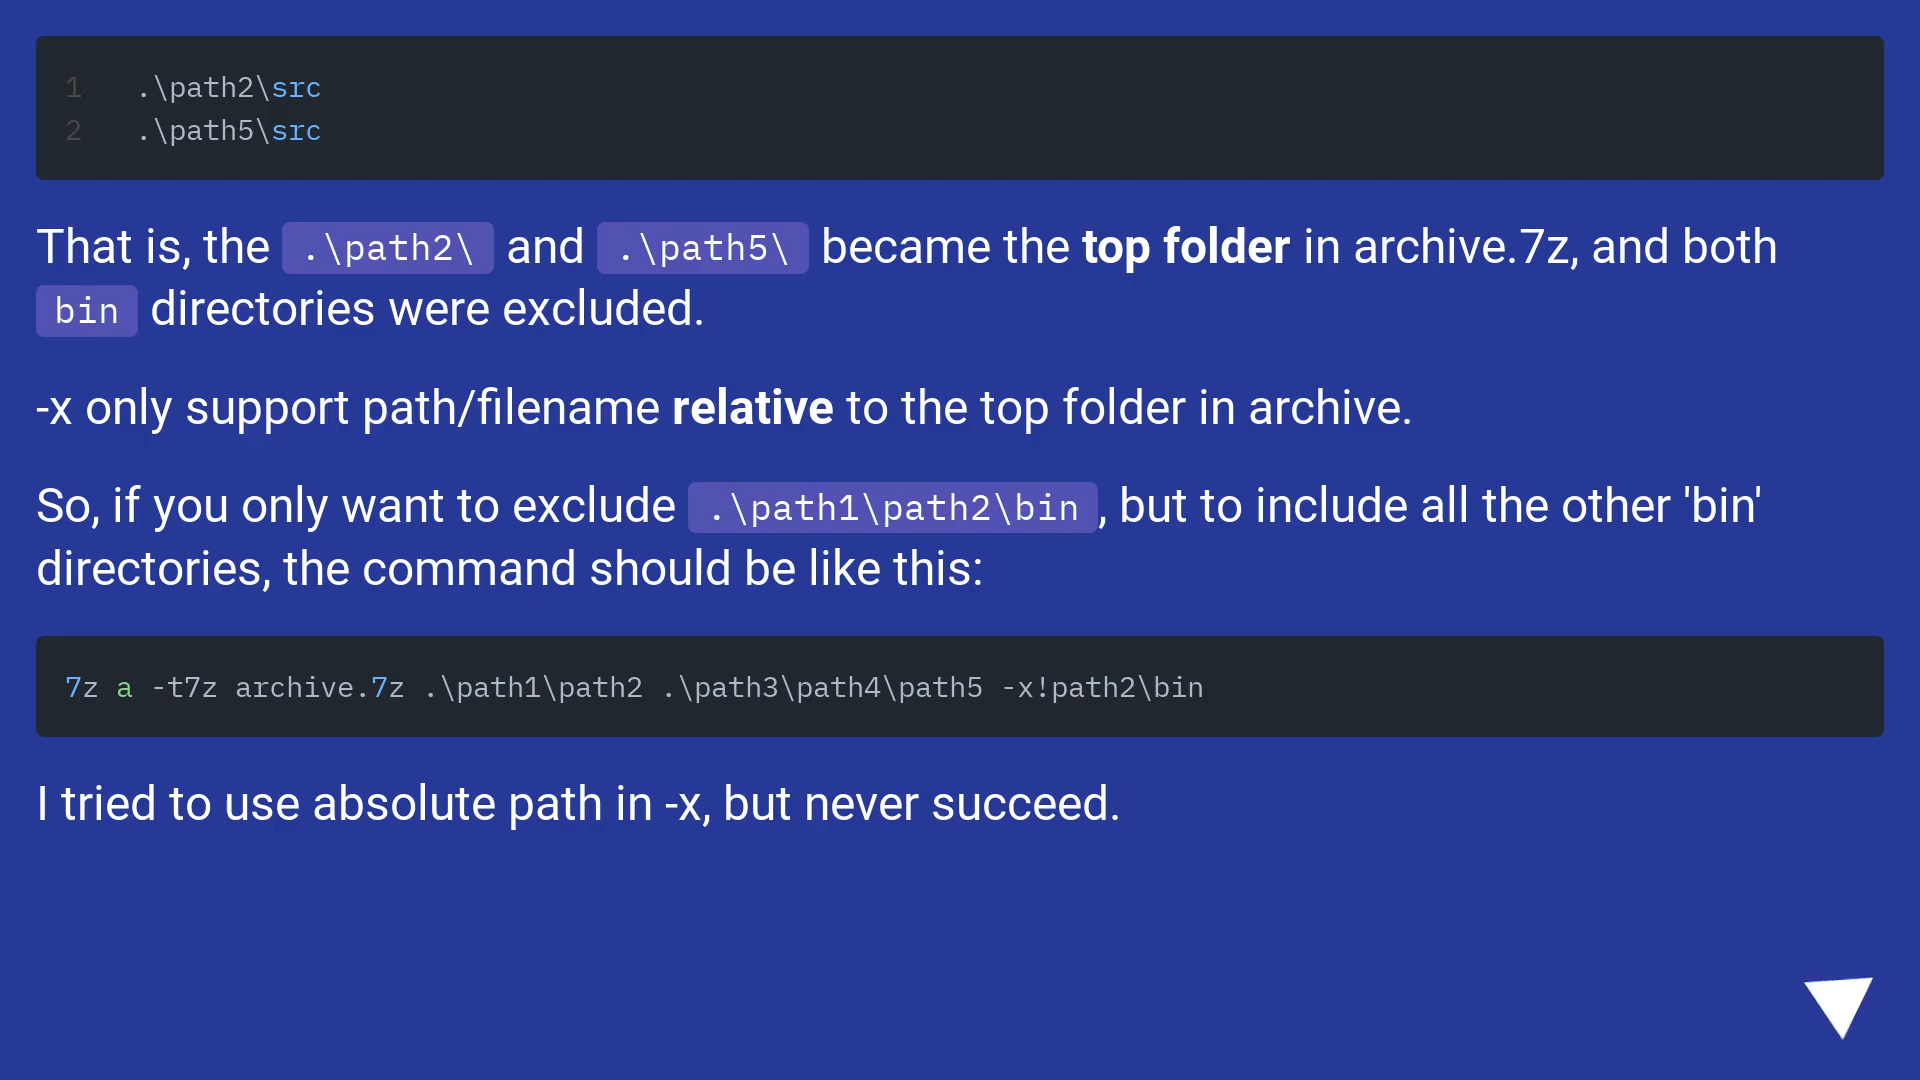 1 .\path2\src
2 .\path5\src
That is, the .\path2\ and .\path5\ became the top folder in archive.7z, and both
bin directories were excluded.
-x only support path/filename relative to the top folder in archive.
So, if you only want to exclude .\path1\path2\bin, but to include all the other 'bin'
directories, the command should be like this:
7z a -t7z archive.7z .\path1\path2 .\path3\path4\path5 -x!path2\bin
I tried to use absolute path in -x, but never succeed.